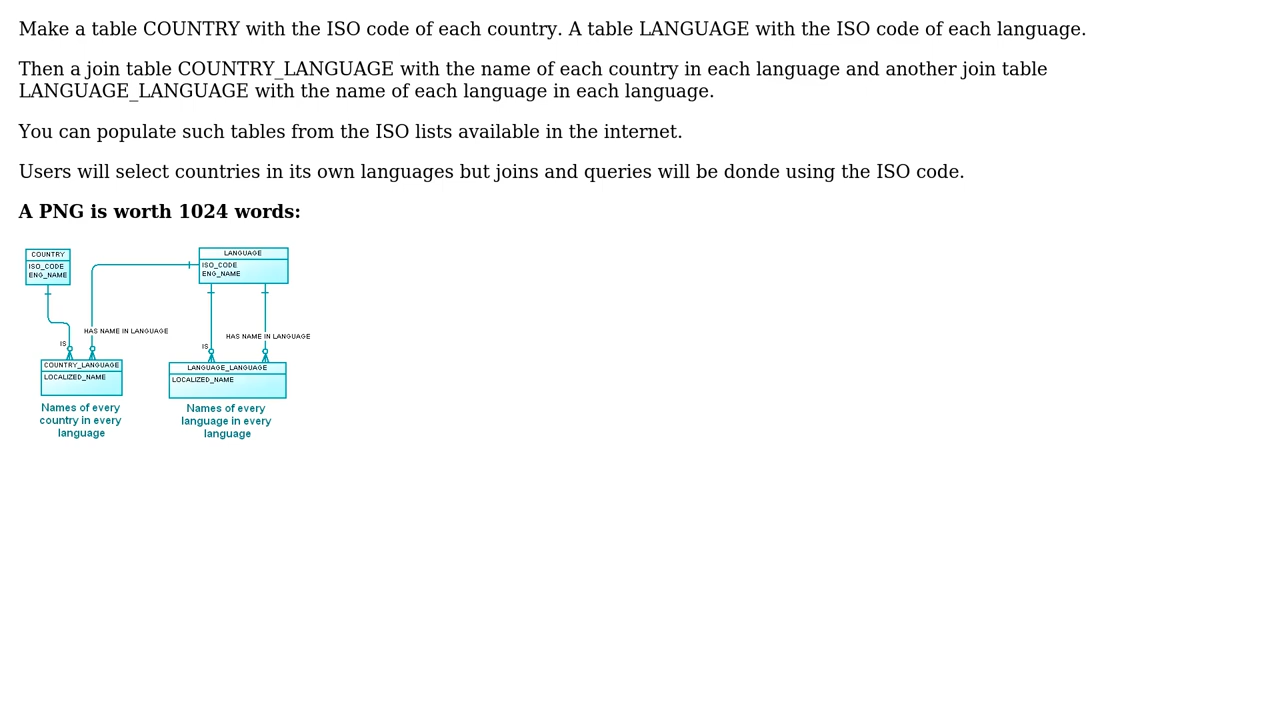 Make a table COUNTRY with the ISO code of each country. A table LANGUAGE with the ISO code of each language.
Then a join table COUNTRY_LANGUAGE with the name of each country in each language and another join table
LANGUAGE_LANGUAGE with the name of each language in each language.
You can populate such tables from the ISO lists available in the internet.
Users will select countries in its own languages but joins and queries will be donde using the ISO code.
A PNG is worth 1024 words:
COUNTRY
ISO_CODE
ENG_NAME
LANGUAGE
ISO_CODE
ENG_NAME
IS
HAS NAME IN LANGUAGE
IS
HAS NAME IN LANGUAGE
COUNTRY_LANGUAGE
LOCALIZED_NAME
LANGUAGE_LANGUAGE
LOCALIZED_NAME
Names of every
country in every
language
Names of every
language in every
language